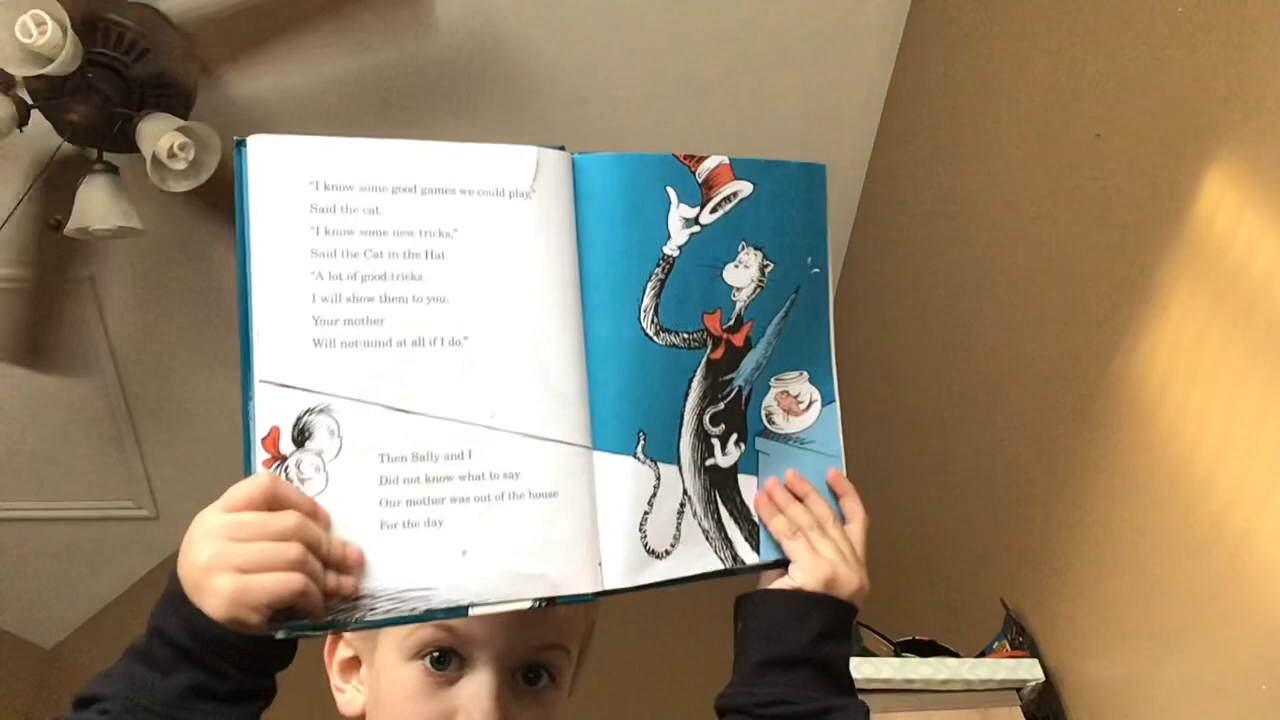 "I know some good games we could play,"
Said the cat.
"I know some new tricks,"
Said the Cat in the Hat.
"A lot of good tricks.
I will show them to you.
Your mother
Will not mind at all if I do."
Then Sally and I
Did not know what to say.
Our mother was out of the house
For the day.